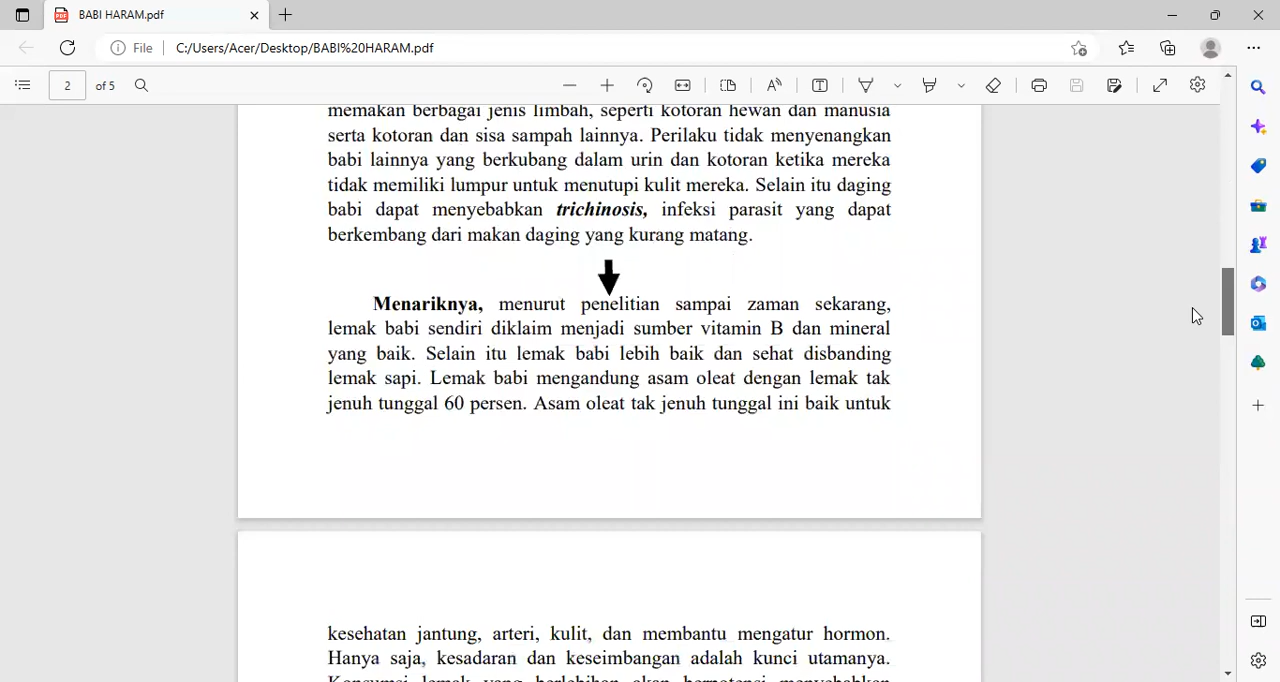 BABI HARAM.pdf
File
C:/Users/Acer/Desktop/BABI%20HARAM.pdf
2 of 5
memakan berbagai jenis limbah, seperti kotoran hewan dan manusia
serta kotoran dan sisa sampah lainnya. Perilaku tidak menyenangkan
babi lainnya yang berkubang dalam urin dan kotoran ketika mereka
tidak memiliki lumpur untuk menutupi kulit mereka. Selain itu daging
babi dapat menyebabkan trichinosis, infeksi parasit yang dapat
berkembang dari makan daging yang kurang matang.
Menariknya, menurut penelitian sampai zaman sekarang,
lemak babi sendiri diklaim menjadi sumber vitamin B dan mineral
yang baik. Selain itu lemak babi lebih baik dan sehat disbanding
lemak sapi. Lemak babi mengandung asam oleat dengan lemak tak
jenuh tunggal 60 persen. Asam oleat tak jenuh tunggal ini baik untuk
kesehatan jantung, arteri, kulit, dan membantu mengatur hormon.
Hanya saja, kesadaran dan keseimbangan adalah kunci utamanya.
Konsumsi lemak yang berlebihan akan berpotensi menyebabkan